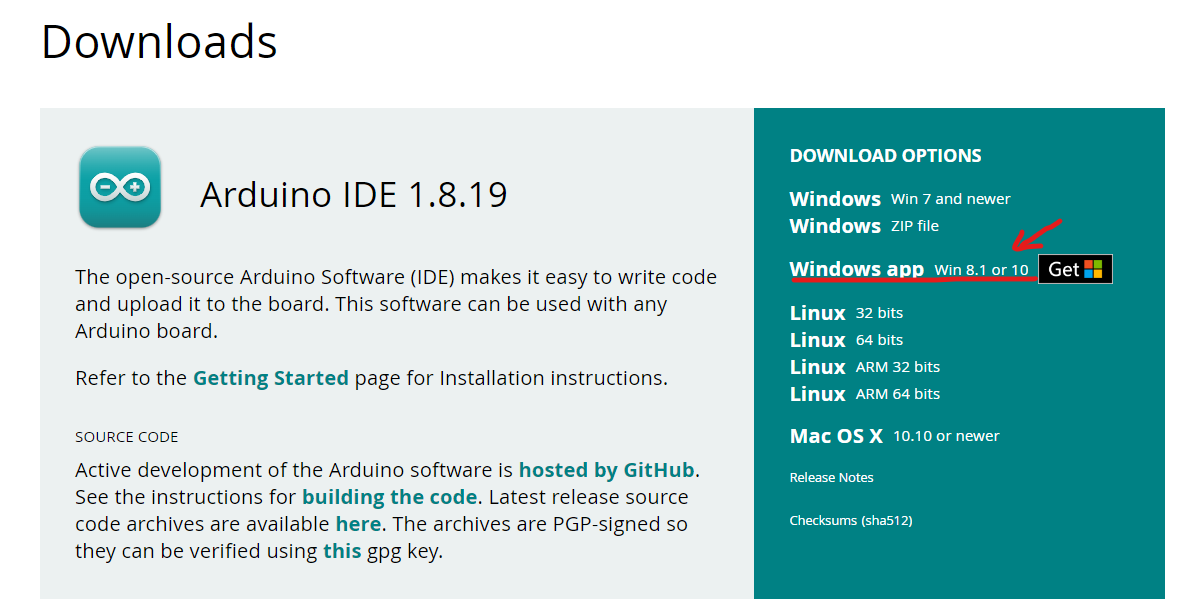 Downloads
Arduino IDE 1.8.19
The open-source Arduino Software (IDE) makes it easy to write code
and upload it to the board. This software can be used with any
Arduino board.
Refer to the Getting Started page for Installation instructions.
SOURCE CODE
Active development of the Arduino software is hosted by GitHub.
See the instructions for building the code. Latest release source
code archives are available here. The archives are PGP-signed so
they can be verified using this gpg key.
DOWNLOAD OPTIONS
Windows Win 7 and newer
Windows ZIP file
Windows app Win 8.1 or 10 Get
Linux 32 bits
Linux 64 bits
Linux ARM 32 bits
Linux ARM 64 bits
Mac OS X 10.10 or newer
Release Notes
Checksums (sha512)